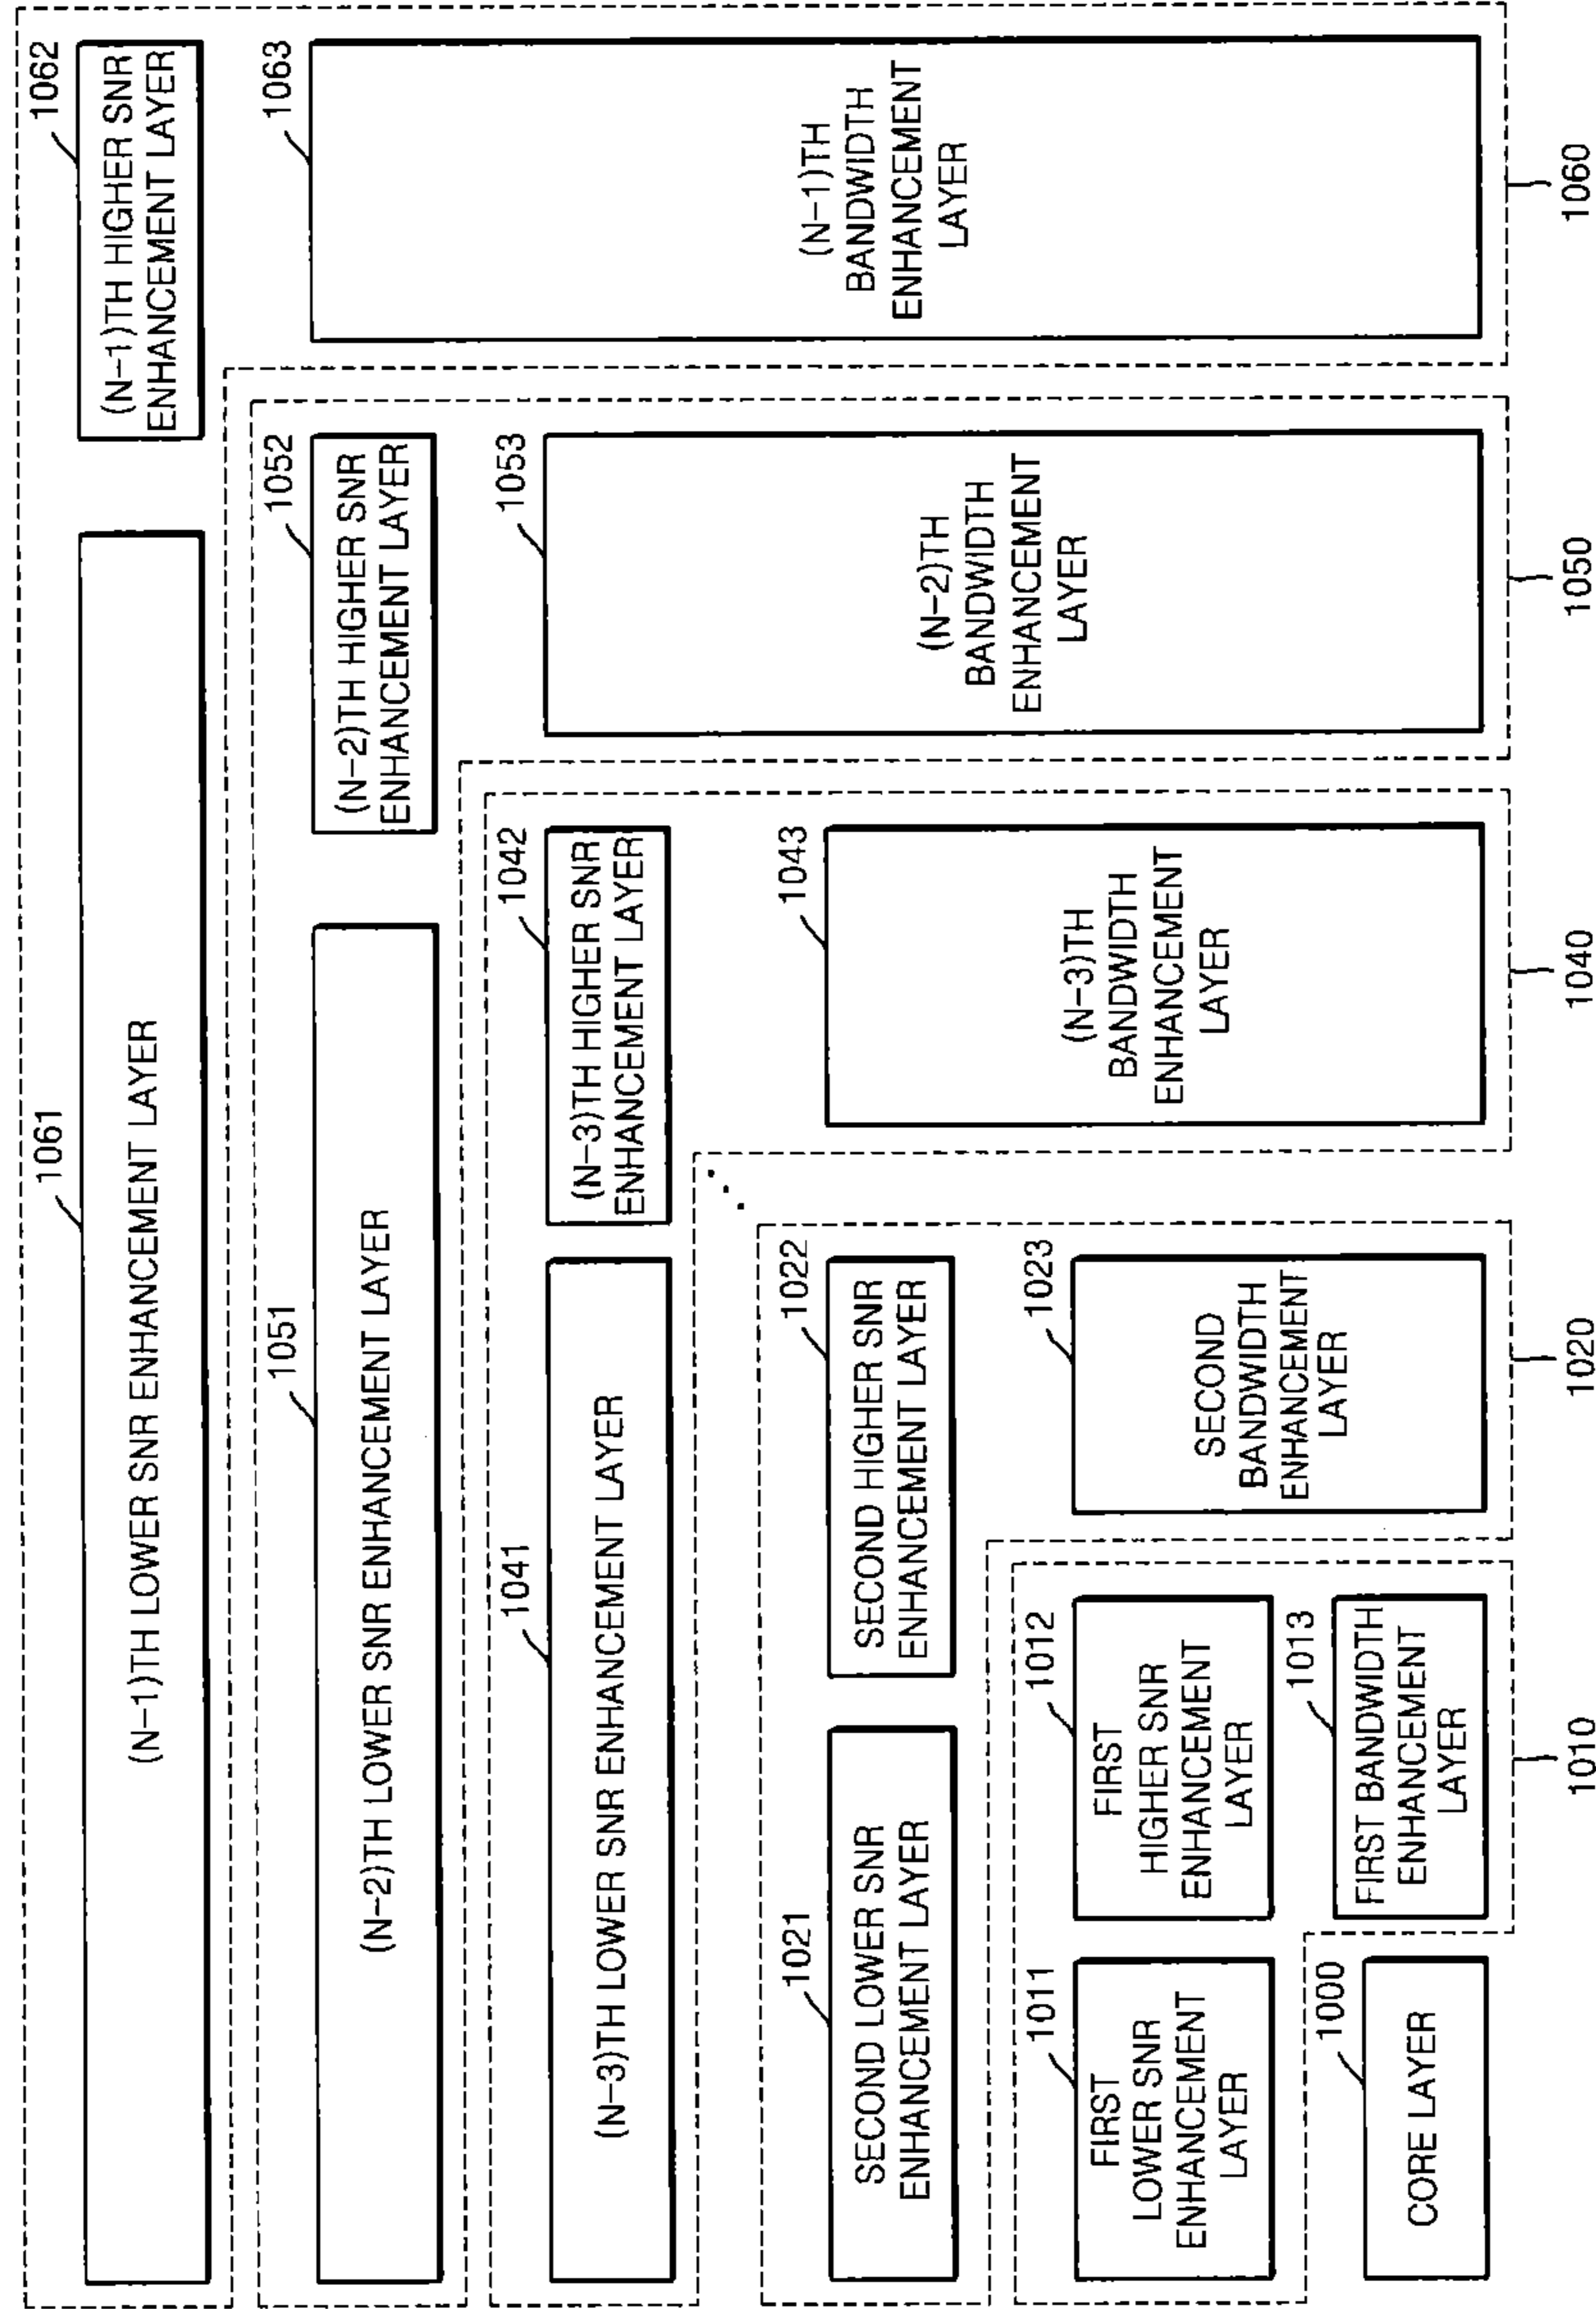 1061
(N-1)TH LOWER SNR ENHANCEMENT LAYER
1062
(N-1)TH HIGHER SNR
ENHANCEMENT LAYER
1051
(N-2)TH LOWER SNR ENHANCEMENT LAYER
1052
(N-2)TH HIGHER SNR
ENHANCEMENT LAYER
1063
(N-1)TH
BANDWIDTH
ENHANCEMENT
LAYER
1041
(N-3)TH LOWER SNR ENHANCEMENT LAYER
1042
(N-3)TH HIGHER SNR
ENHANCEMENT LAYER
1053
(N-2)TH
BANDWIDTH
ENHANCEMENT
LAYER
1021
SECOND LOWER SNR
ENHANCEMENT LAYER
1022
SECOND HIGHER SNR
ENHANCEMENT LAYER
1043
(N-3)TH
BANDWIDTH
ENHANCEMENT
LAYER
1011
FIRST
LOWER SNR
ENHANCEMENT
LAYER
1012
FIRST
HIGHER SNR
ENHANCEMENT
LAYER
1023
SECOND
BANDWIDTH
ENHANCEMENT
LAYER
1000
CORE LAYER
1013
FIRST BANDWIDTH
ENHANCEMENT
LAYER
1010
1020
1040
1050
1060